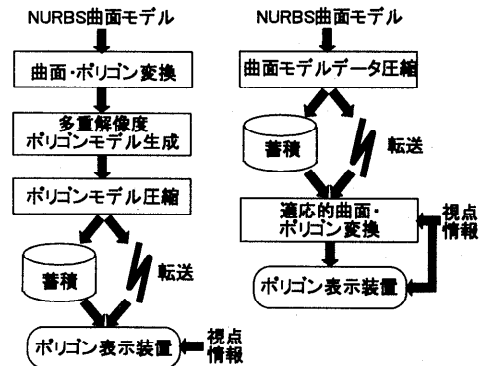 NURBS曲面モデル
曲面・ポリゴン変換
多重解像度
ポリゴンモデル生成
ポリゴンモデル圧縮
蓄積
転送
ポリゴン表示装置
視点
情報
NURBS曲面モデル
曲面モデルデータ圧縮
蓄積
転送
適応的曲面・
ポリゴン変換
視点
情報
ポリゴン表示装置